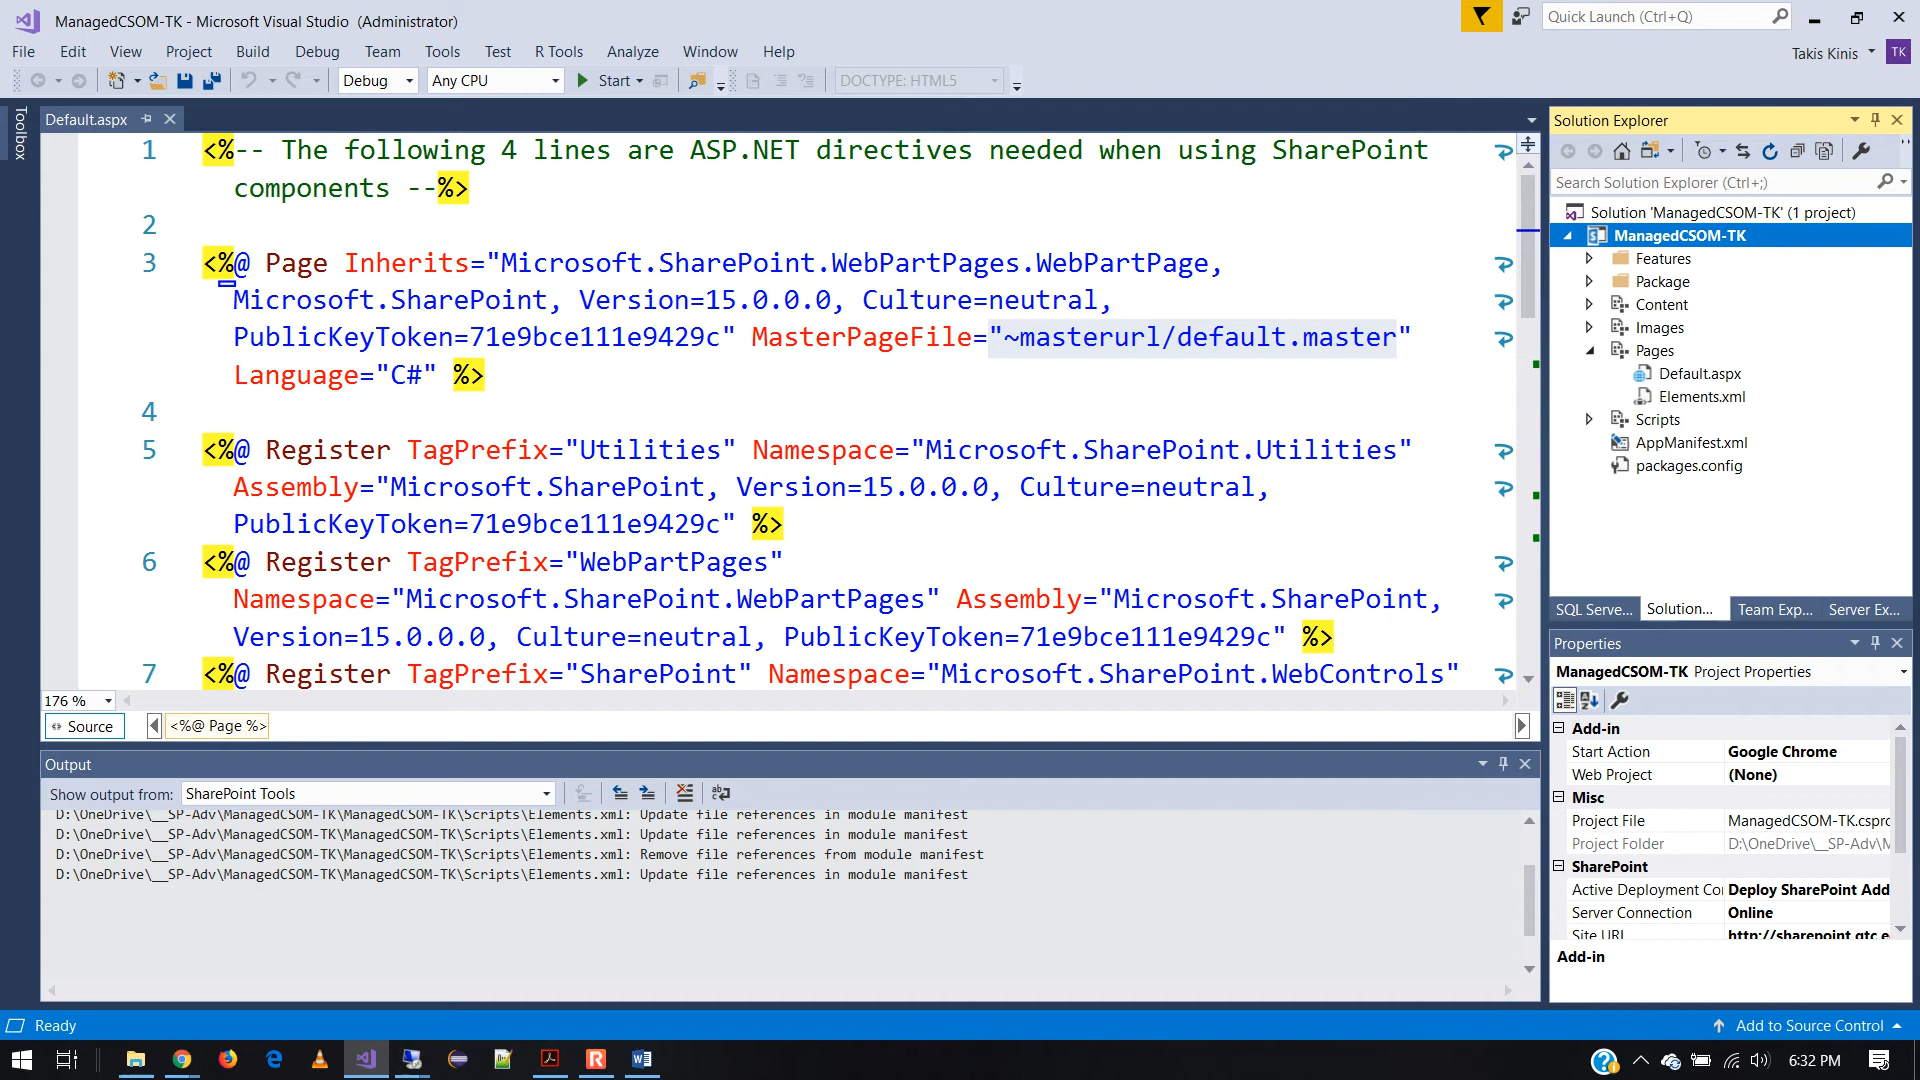 ManagedCSOM-TK - Microsoft Visual Studio (Administrator)
Quick Launch (Ctrl+Q)
File Edit View Project Build Debug Team Tools Test R Tools Analyze Window Help
Takis Kinis TK
Debug Any CPU Start DOCTYPE: HTML5
Toolbox
Default.aspx
1 <%-- The following 4 lines are ASP.NET directives needed when using SharePoint
components --%>
2
3 <%@ Page Inherits="Microsoft.SharePoint.WebPartPages.WebPartPage,
Microsoft.SharePoint, Version=15.0.0.0, Culture=neutral,
PublicKeyToken=71e9bce111e9429c" MasterPageFile="~masterurl/default.master"
Language="C#" %>
4
5 <%@ Register TagPrefix="Utilities" Namespace="Microsoft.SharePoint.Utilities"
Assembly="Microsoft.SharePoint, Version=15.0.0.0, Culture=neutral,
PublicKeyToken=71e9bce111e9429c" %>
6 <%@ Register TagPrefix="WebPartPages"
Namespace="Microsoft.SharePoint.WebPartPages" Assembly="Microsoft.SharePoint,
Version=15.0.0.0, Culture=neutral, PublicKeyToken=71e9bce111e9429c" %>
7 <%@ Register TagPrefix="SharePoint" Namespace="Microsoft.SharePoint.WebControls"
176 %
Source <%@ Page %>
Output
Show output from: SharePoint Tools
D:\OneDrive\__SP-Adv\ManagedCSOM-TK\ManagedCSOM-TK\Scripts\Elements.xml: Update file references in module manifest
D:\OneDrive\__SP-Adv\ManagedCSOM-TK\ManagedCSOM-TK\Scripts\Elements.xml: Update file references in module manifest
D:\OneDrive\__SP-Adv\ManagedCSOM-TK\ManagedCSOM-TK\Scripts\Elements.xml: Remove file references from module manifest
D:\OneDrive\__SP-Adv\ManagedCSOM-TK\ManagedCSOM-TK\Scripts\Elements.xml: Update file references in module manifest
Solution Explorer
Search Solution Explorer (Ctrl+;)
Solution 'ManagedCSOM-TK' (1 project)
ManagedCSOM-TK
Features
Package
Content
Images
Pages
Default.aspx
Elements.xml
Scripts
AppManifest.xml
packages.config
SQL Serve... Solution... Team Exp... Server Ex...
Properties
ManagedCSOM-TK Project Properties
Add-in
Start Action Google Chrome
Web Project (None)
Misc
Project File ManagedCSOM-TK.cspro
Project Folder D:\OneDrive\__SP-Adv\M
SharePoint
Active Deployment Co Deploy SharePoint Add
Server Connection Online
Site URL http://sharepoint.gtc.e
Add-in
Ready
Add to Source Control
6:32 PM